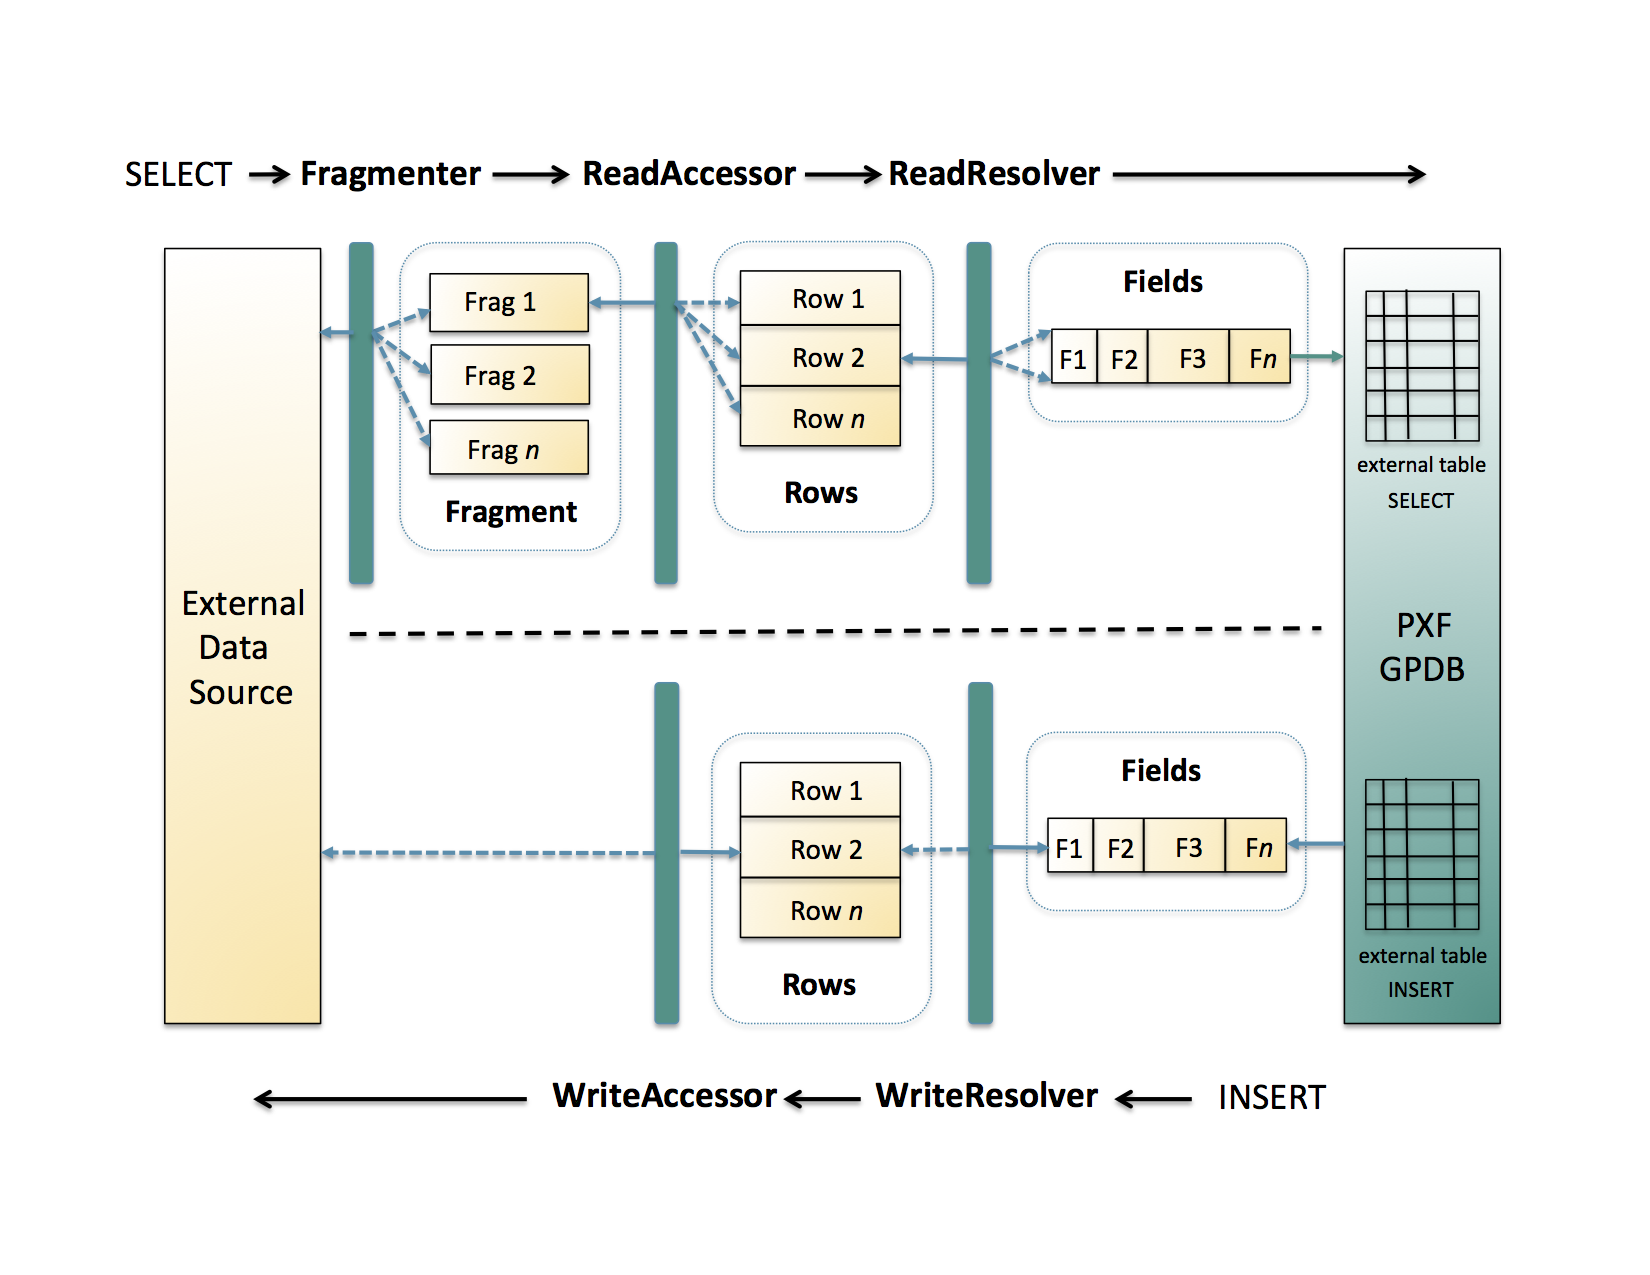 SELECT Fragmenter ReadAccessor ReadResolver
Frag 1
Frag 2
Frag n
Fragment
Row 1
Row 2
Row n
Rows
Fields
F1 F2 F3 Fn
external table
SELECT
External
Data
Source
PXF
GPDB
Row 1
Row 2
Row n
Rows
Fields
F1 F2 F3 Fn
external table
INSERT
WriteAccessor WriteResolver INSERT